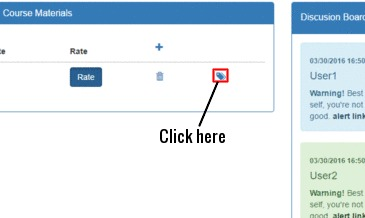 Course Materials
Discusion Board
te
Rate
+
Rate
03/30/2016 16:50
User1
Warning! Best
self, you're not
good. alert link
Click here
03/30/2016 16:50
User2
Warning! Best
self, you're not
good. alert link